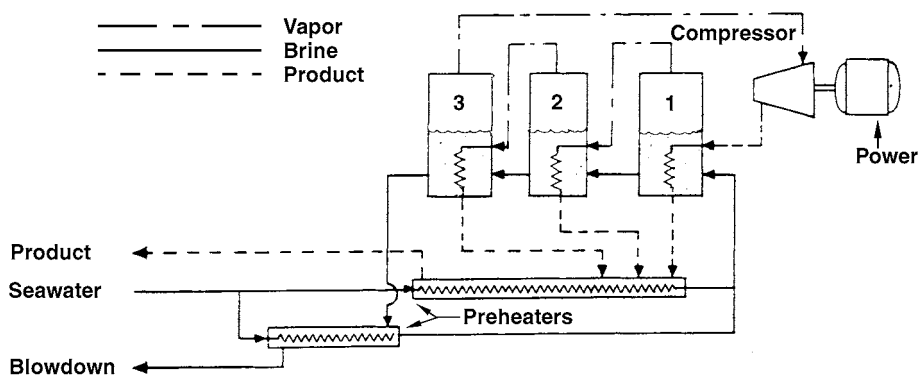 Vapor
Brine
Product
Compressor
3
2
1
Power
Product
Seawater
Preheaters
Blowdown